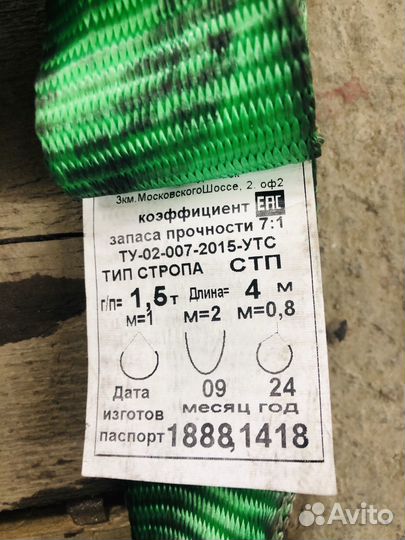 3км.МосковскогоШоссе, 2. оф2
коэффициент EAC
запаса прочности 7:1
ТУ-02-007-2015-УТС
ТИП СТРОПА СТП
г/п= 1,5т Длина= 4 м
м=1 м=2 м=0,8
Дата 09 24
изготов месяц год
паспорт 1888,1418
Avito